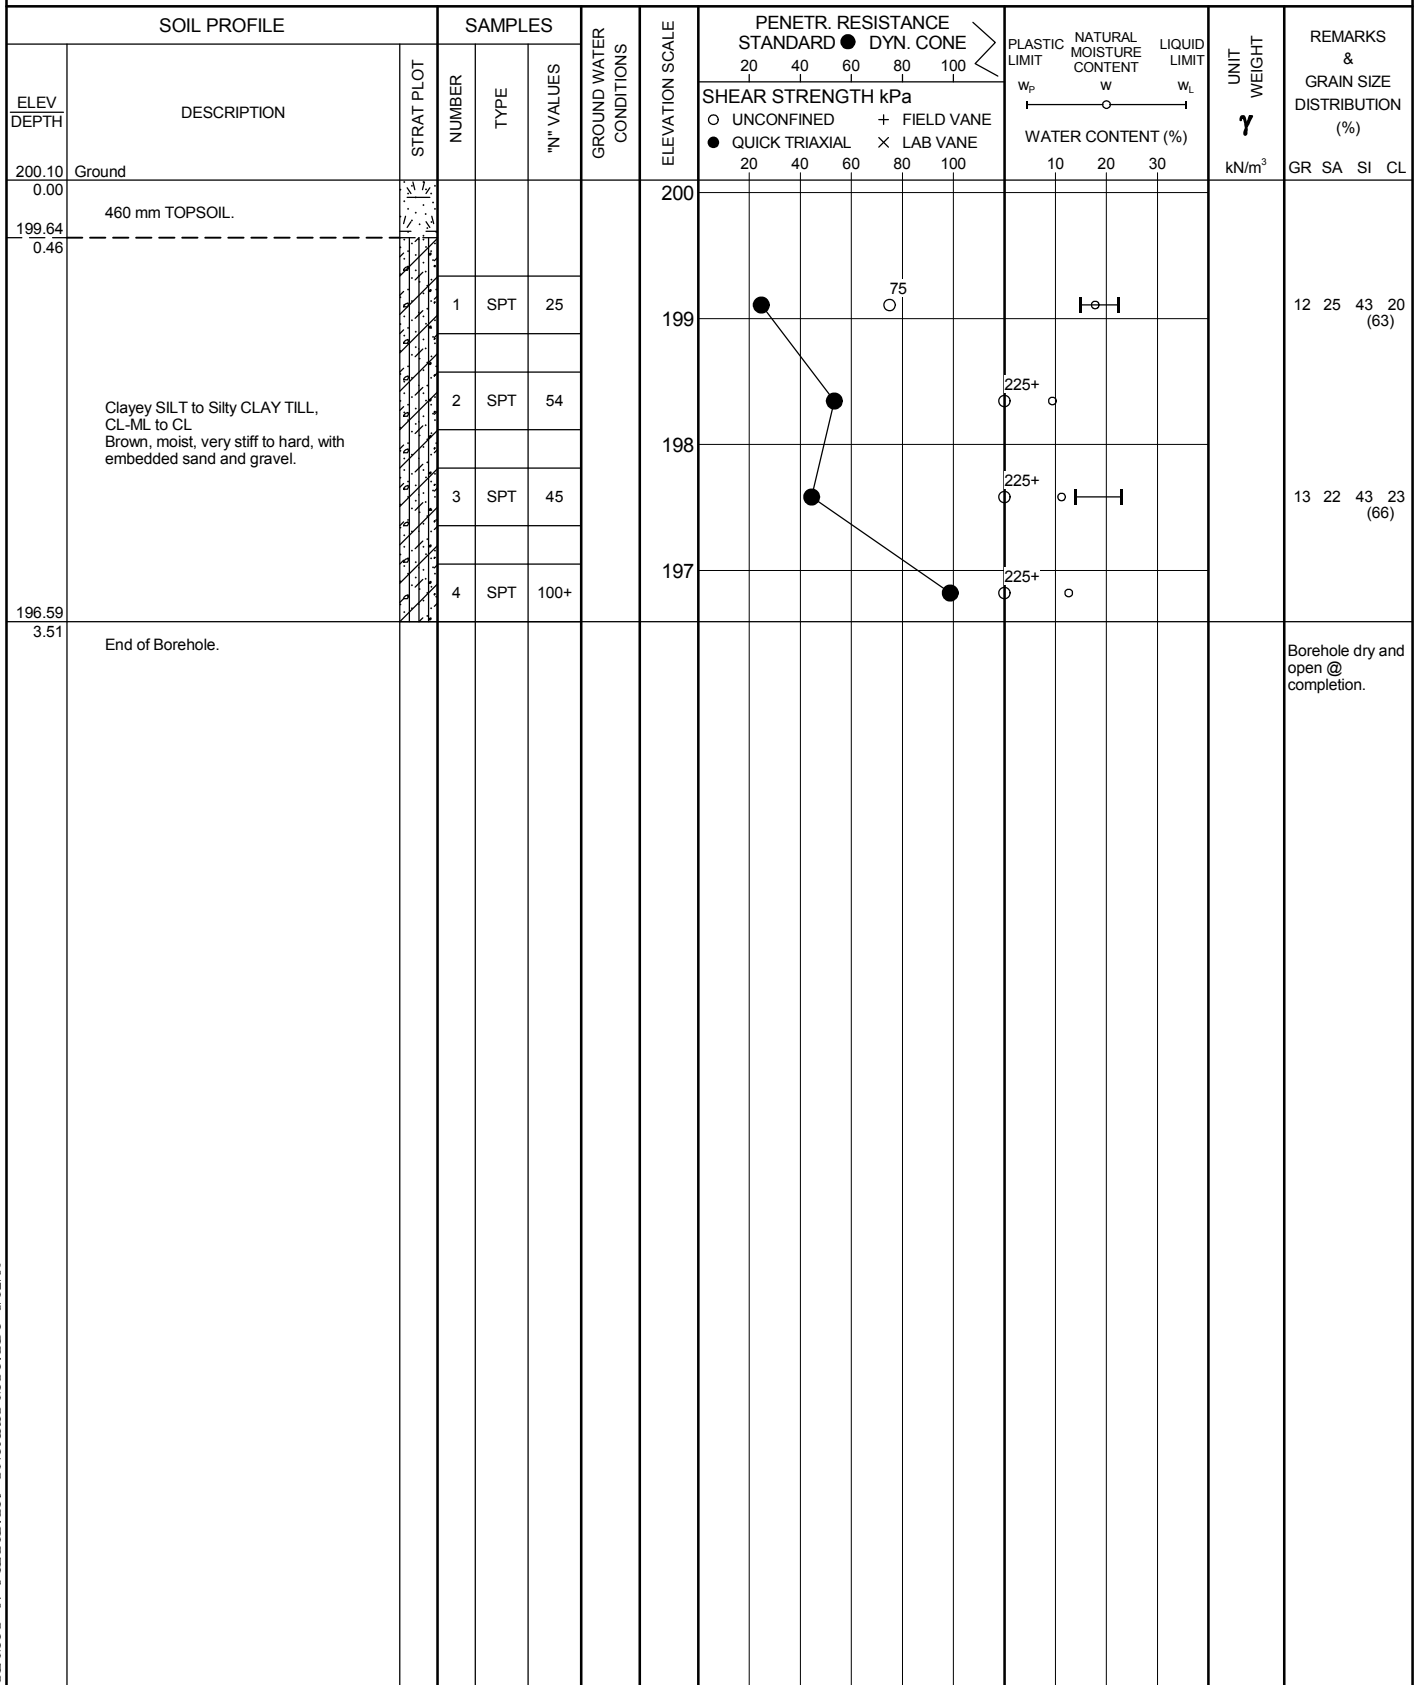 SOIL PROFILE
SAMPLES
GROUND WATER
CONDITIONS
ELEVATION SCALE
PENETR. RESISTANCE
STANDARD ● DYN. CONE
20 40 60 80 100
SHEAR STRENGTH kPa
○ UNCONFINED + FIELD VANE
● QUICK TRIAXIAL × LAB VANE
20 40 60 80 100
PLASTIC
LIMIT
NATURAL
MOISTURE
CONTENT
LIQUID
LIMIT
WP W WL
WATER CONTENT (%)
10 20 30
UNIT
WEIGHT
γ
kN/m³
REMARKS
&
GRAIN SIZE
DISTRIBUTION
(%)
GR SA SI CL
ELEV
DEPTH
DESCRIPTION
STRAT PLOT
NUMBER
TYPE
"N" VALUES
200.10 Ground
0.00
200
460 mm TOPSOIL.
199.64
0.46
1 SPT 25
75
12 25 43 20
(63)
199
2 SPT 54
225+
Clayey SILT to Silty CLAY TILL,
CL-ML to CL
Brown, moist, very stiff to hard, with
embedded sand and gravel.
198
3 SPT 45
225+
13 22 43 23
(66)
197
4 SPT 100+
225+
196.59
3.51
End of Borehole.
Borehole dry and
open @
completion.